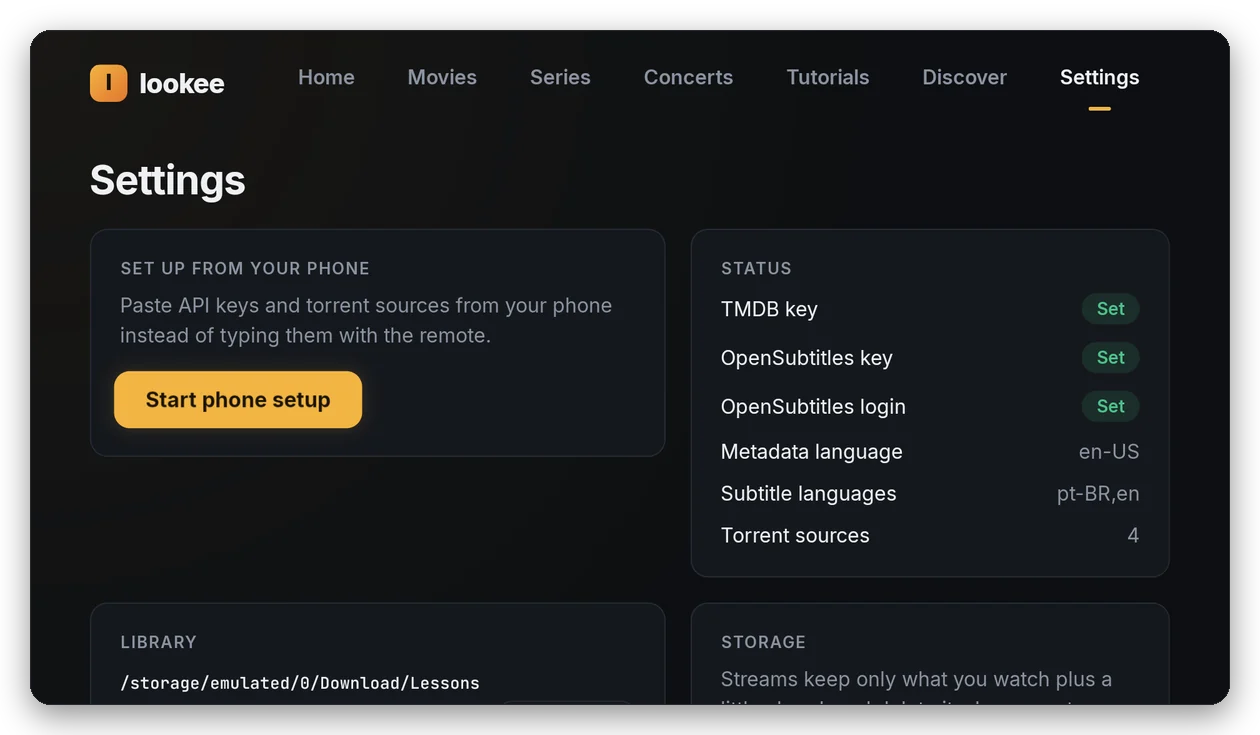 l lookee
Home Movies Series Concerts Tutorials Discover Settings
Settings
SET UP FROM YOUR PHONE
Paste API keys and torrent sources from your phone
instead of typing them with the remote.
Start phone setup
STATUS
TMDB key Set
OpenSubtitles key Set
OpenSubtitles login Set
Metadata language en-US
Subtitle languages pt-BR,en
Torrent sources 4
LIBRARY
/storage/emulated/0/Download/Lessons
STORAGE
Streams keep only what you watch plus a